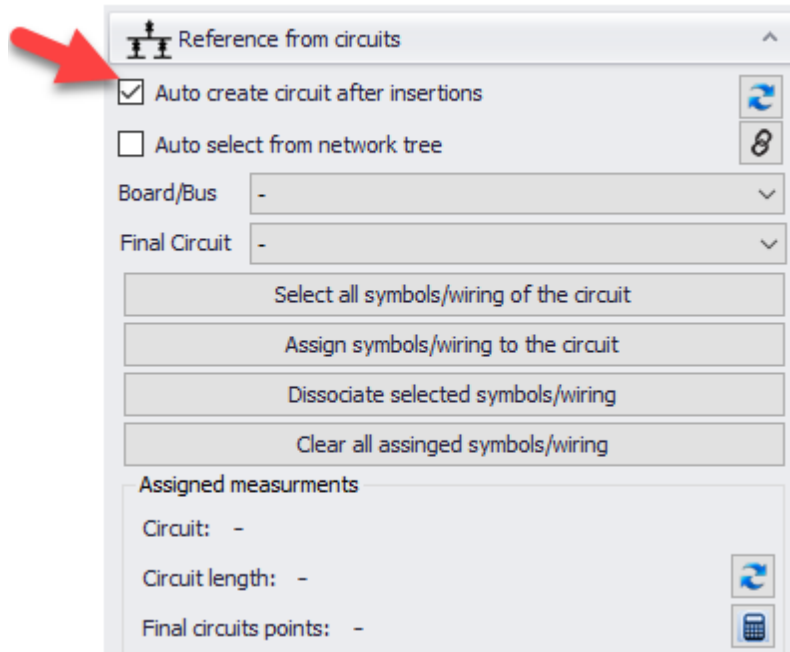 Reference from circuits
Auto create circuit after insertions
Auto select from network tree
Board/Bus -
Final Circuit -
Select all symbols/wiring of the circuit
Assign symbols/wiring to the circuit
Dissociate selected symbols/wiring
Clear all assinged symbols/wiring
Assigned measurments
Circuit: -
Circuit length: -
Final circuits points: -